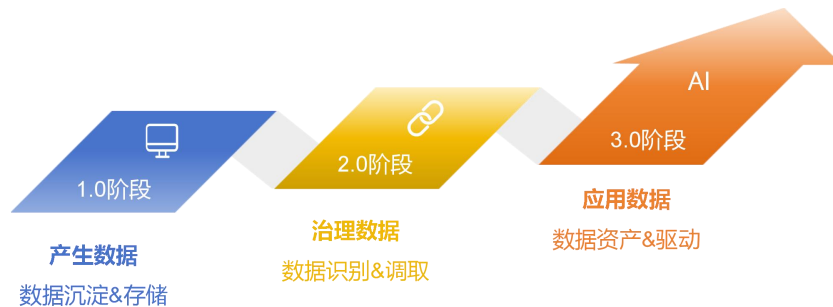 1.0阶段
产生数据
数据沉淀&存储
2.0阶段
治理数据
数据识别&调取
AI
3.0阶段
应用数据
数据资产&驱动